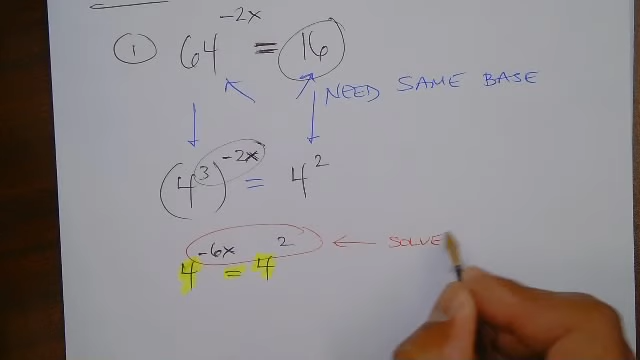 ① 64^-2x = 16
NEED SAME BASE
(4^3)^-2x = 4^2
4^-6x = 4^2 ← SOLVE